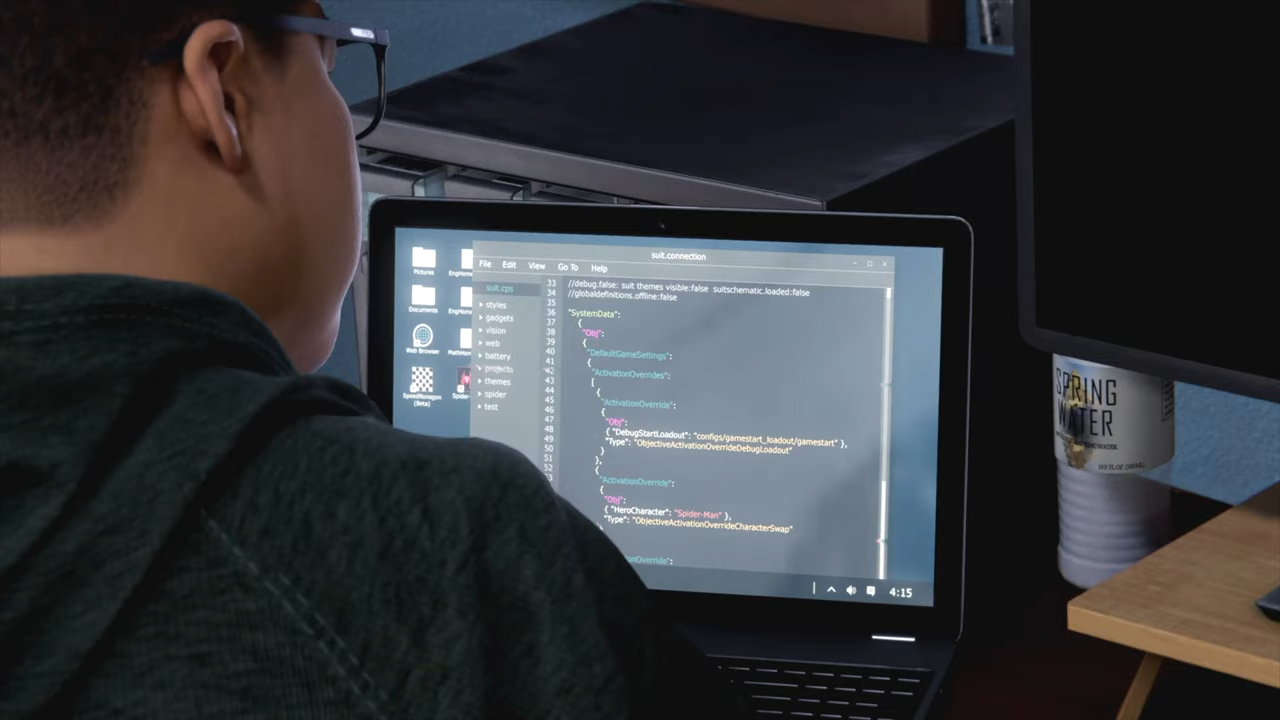 suit.connection
File Edit View Go To Help
Pictures
Documents
Web Browser
SpeedMonagon
(Beta)
suit.cps
styles
gadgets
vision
web
battery
projects
themes
spider
test
33 //debug.false: suit themes visible:false suitschematic.loaded:false
34 //globaldefinitions.offline:false
35
36 "SystemData":
37 {
38 "Obj":
39 {
40 "DefaultGameSettings":
41 {
42 "ActivationOverrides":
43 [
44 {
45 "ActivationOverride":
46 {
47 "Obj":
48 { "DebugStartLoadout": "configs/gamestart_loadout/gamestart" },
49 "Type": "ObjectiveActivationOverrideDebugLoadout"
50 }
51 },
52 {
53 "ActivationOverride":
{
"Obj":
{ "HeroCharacter": "Spider-Man" },
"Type": "ObjectiveActivationOverrideCharacterSwap"
}
onOverride":
4:15
SPRING
WATER